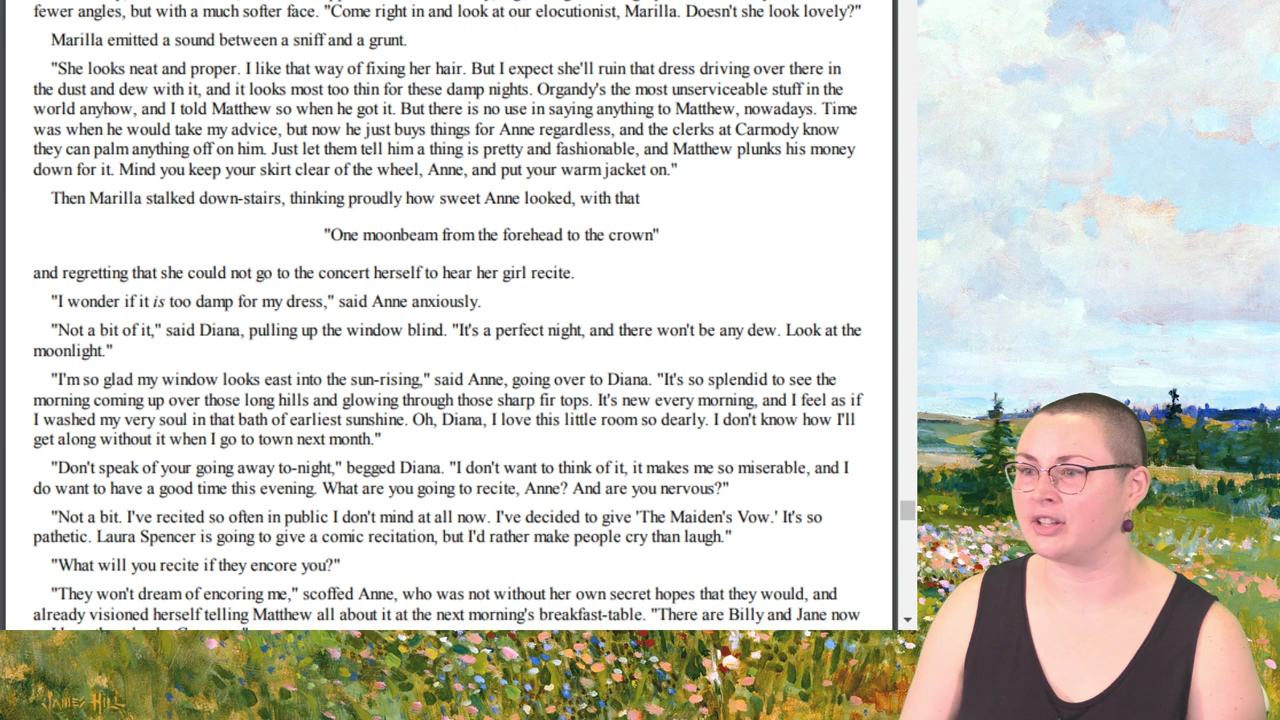 fewer angles, but with a much softer face. "Come right in and look at our elocutionist, Marilla. Doesn't she look lovely?"
Marilla emitted a sound between a sniff and a grunt.
"She looks neat and proper. I like that way of fixing her hair. But I expect she'll ruin that dress driving over there in
the dust and dew with it, and it looks most too thin for these damp nights. Organdy's the most unserviceable stuff in the
world anyhow, and I told Matthew so when he got it. But there is no use in saying anything to Matthew, nowadays. Time
was when he would take my advice, but now he just buys things for Anne regardless, and the clerks at Carmody know
they can palm anything off on him. Just let them tell him a thing is pretty and fashionable, and Matthew plunks his money
down for it. Mind you keep your skirt clear of the wheel, Anne, and put your warm jacket on."
Then Marilla stalked down-stairs, thinking proudly how sweet Anne looked, with that
"One moonbeam from the forehead to the crown"
and regretting that she could not go to the concert herself to hear her girl recite.
"I wonder if it is too damp for my dress," said Anne anxiously.
"Not a bit of it," said Diana, pulling up the window blind. "It's a perfect night, and there won't be any dew. Look at the
moonlight."
"I'm so glad my window looks east into the sun-rising," said Anne, going over to Diana. "It's so splendid to see the
morning coming up over those long hills and glowing through those sharp fir tops. It's new every morning, and I feel as if
I washed my very soul in that bath of earliest sunshine. Oh, Diana, I love this little room so dearly. I don't know how I'll
get along without it when I go to town next month."
"Don't speak of your going away to-night," begged Diana. "I don't want to think of it, it makes me so miserable, and I
do want to have a good time this evening. What are you going to recite, Anne? And are you nervous?"
"Not a bit. I've recited so often in public I don't mind at all now. I've decided to give 'The Maiden's Vow.' It's so
pathetic. Laura Spencer is going to give a comic recitation, but I'd rather make people cry than laugh."
"What will you recite if they encore you?"
"They won't dream of encoring me," scoffed Anne, who was not without her own secret hopes that they would, and
already visioned herself telling Matthew all about it at the next morning's breakfast-table. "There are Billy and Jane now
JAMES HILL